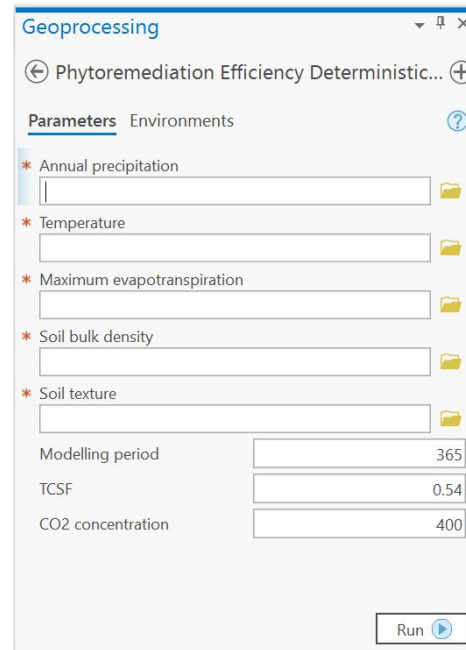 Geoprocessing
Phytoremediation Efficiency Deterministic...
Parameters Environments
* Annual precipitation
* Temperature
* Maximum evapotranspiration
* Soil bulk density
* Soil texture
Modelling period 365
TCSF 0.54
CO2 concentration 400
Run